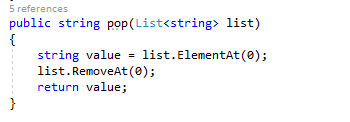 5 references
public string pop(List<string> list)
{
string value = list.ElementAt(0);
list.RemoveAt(0);
return value;
}